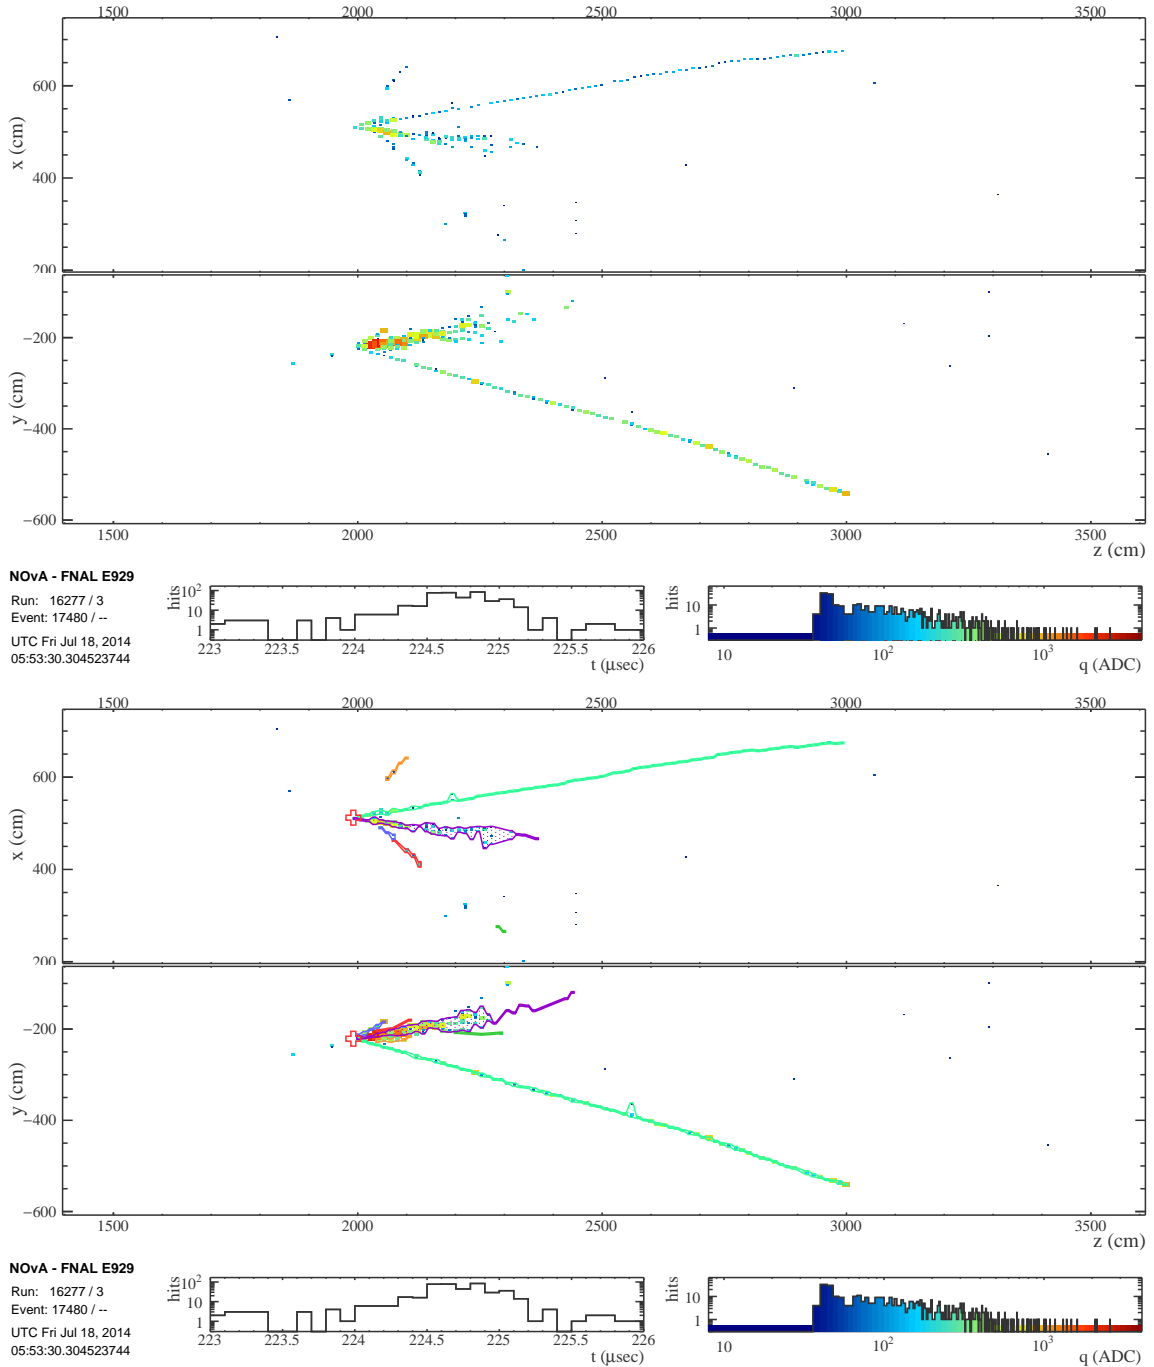 1500 2000 2500 3000 3500
x (cm)
600
400
200
y (cm)
−200
−400
−600
1500 2000 2500 3000 3500
z (cm)
NOvA - FNAL E929
Run: 16277 / 3
Event: 17480 / --
UTC Fri Jul 18, 2014
05:53:30.304523744
hits
10²
10
1
223 223.5 224 224.5 225 225.5 226
t (μsec)
hits
10
1
10 10² 10³
q (ADC)
1500 2000 2500 3000 3500
x (cm)
600
400
200
y (cm)
−200
−400
−600
1500 2000 2500 3000 3500
z (cm)
NOvA - FNAL E929
Run: 16277 / 3
Event: 17480 / --
UTC Fri Jul 18, 2014
05:53:30.304523744
hits
10²
10
1
223 223.5 224 224.5 225 225.5 226
t (μsec)
hits
10
1
10 10² 10³
q (ADC)